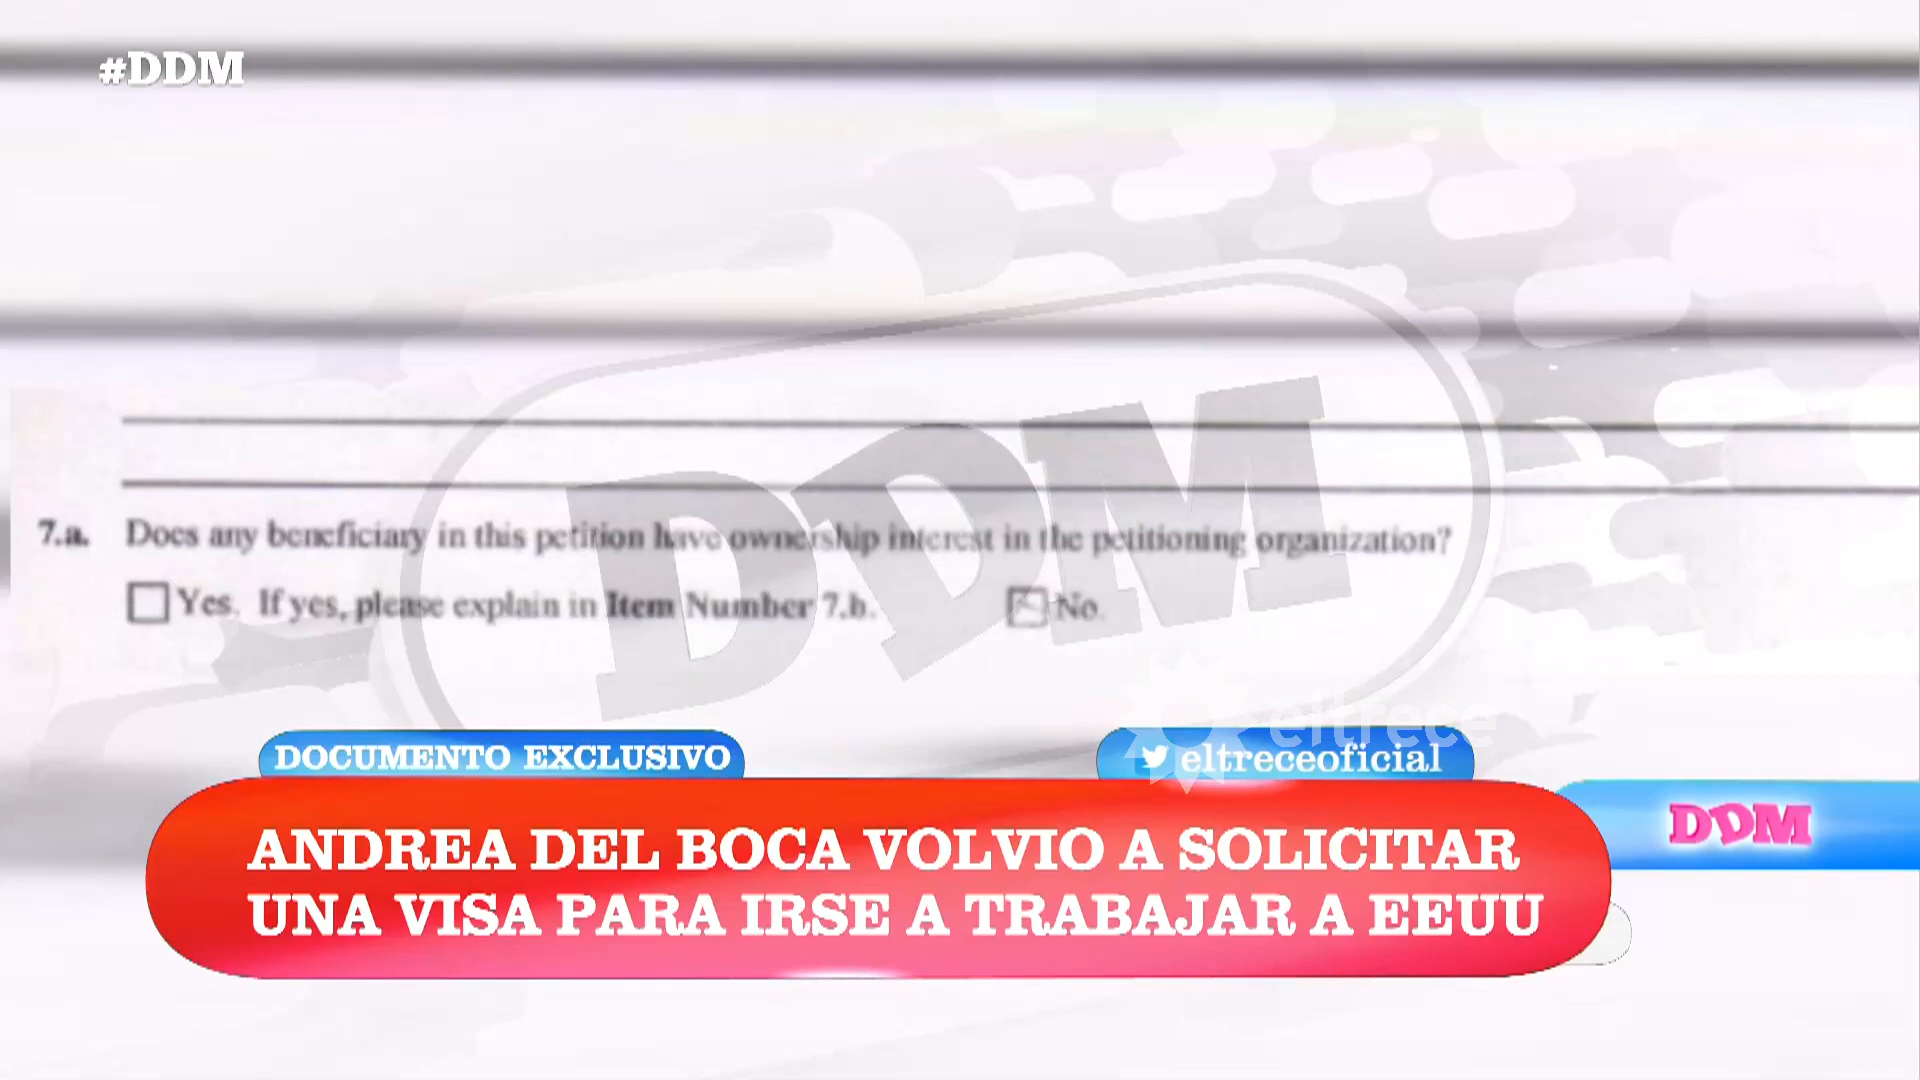 #DDM
DDM
7.a. Does any beneficiary in this petition have ownership interest in the petitioning organization?
Yes. If yes, please explain in Item Number 7.b. No.
eltrece
DOCUMENTO EXCLUSIVO
eltreceoficial
ANDREA DEL BOCA VOLVIO A SOLICITAR
UNA VISA PARA IRSE A TRABAJAR A EEUU
DDM